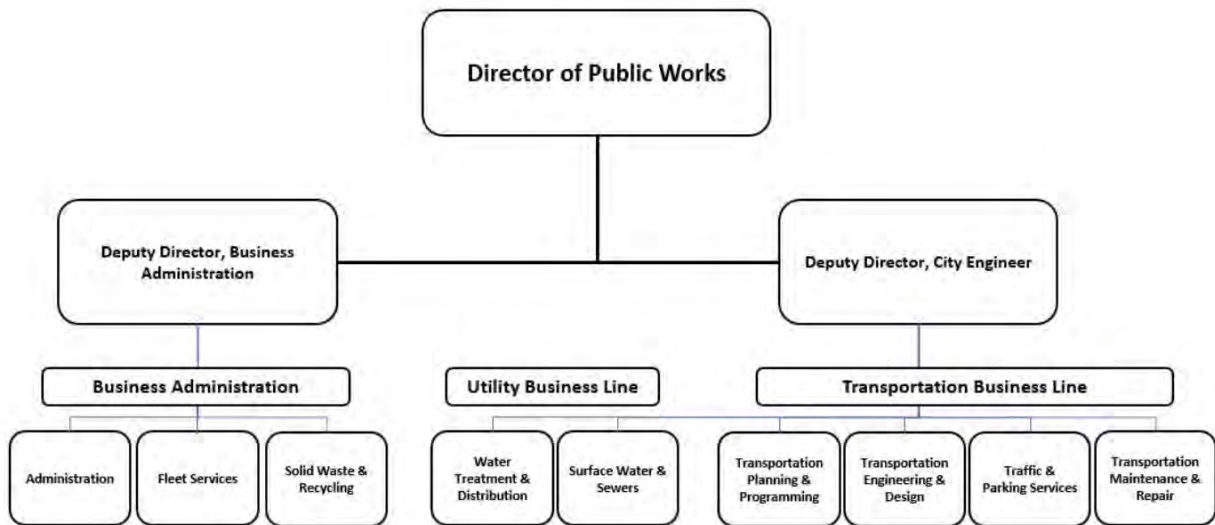 Director of Public Works
Deputy Director, Business
Administration
Deputy Director, City Engineer
Business Administration
Utility Business Line
Transportation Business Line
Administration
Fleet Services
Solid Waste &
Recycling
Water
Treatment &
Distribution
Surface Water &
Sewers
Transportation
Planning &
Programming
Transportation
Engineering &
Design
Traffic &
Parking Services
Transportation
Maintenance &
Repair